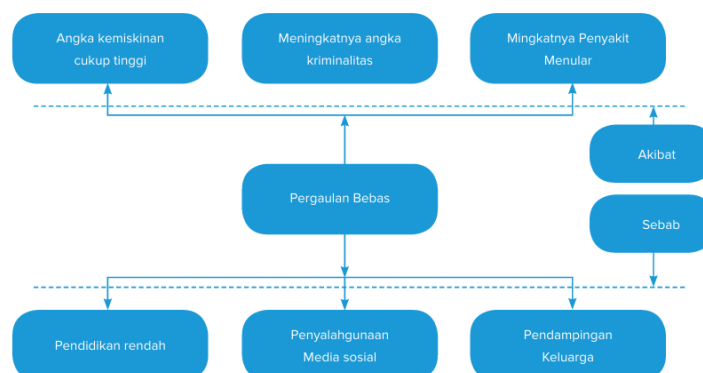 Angka kemiskinan
cukup tinggi
Meningkatnya angka
kriminalitas
Mingkatnya Penyakit
Menular
Akibat
Pergaulan Bebas
Sebab
Pendidikan rendah
Penyalahgunaan
Media sosial
Pendampingan
Keluarga